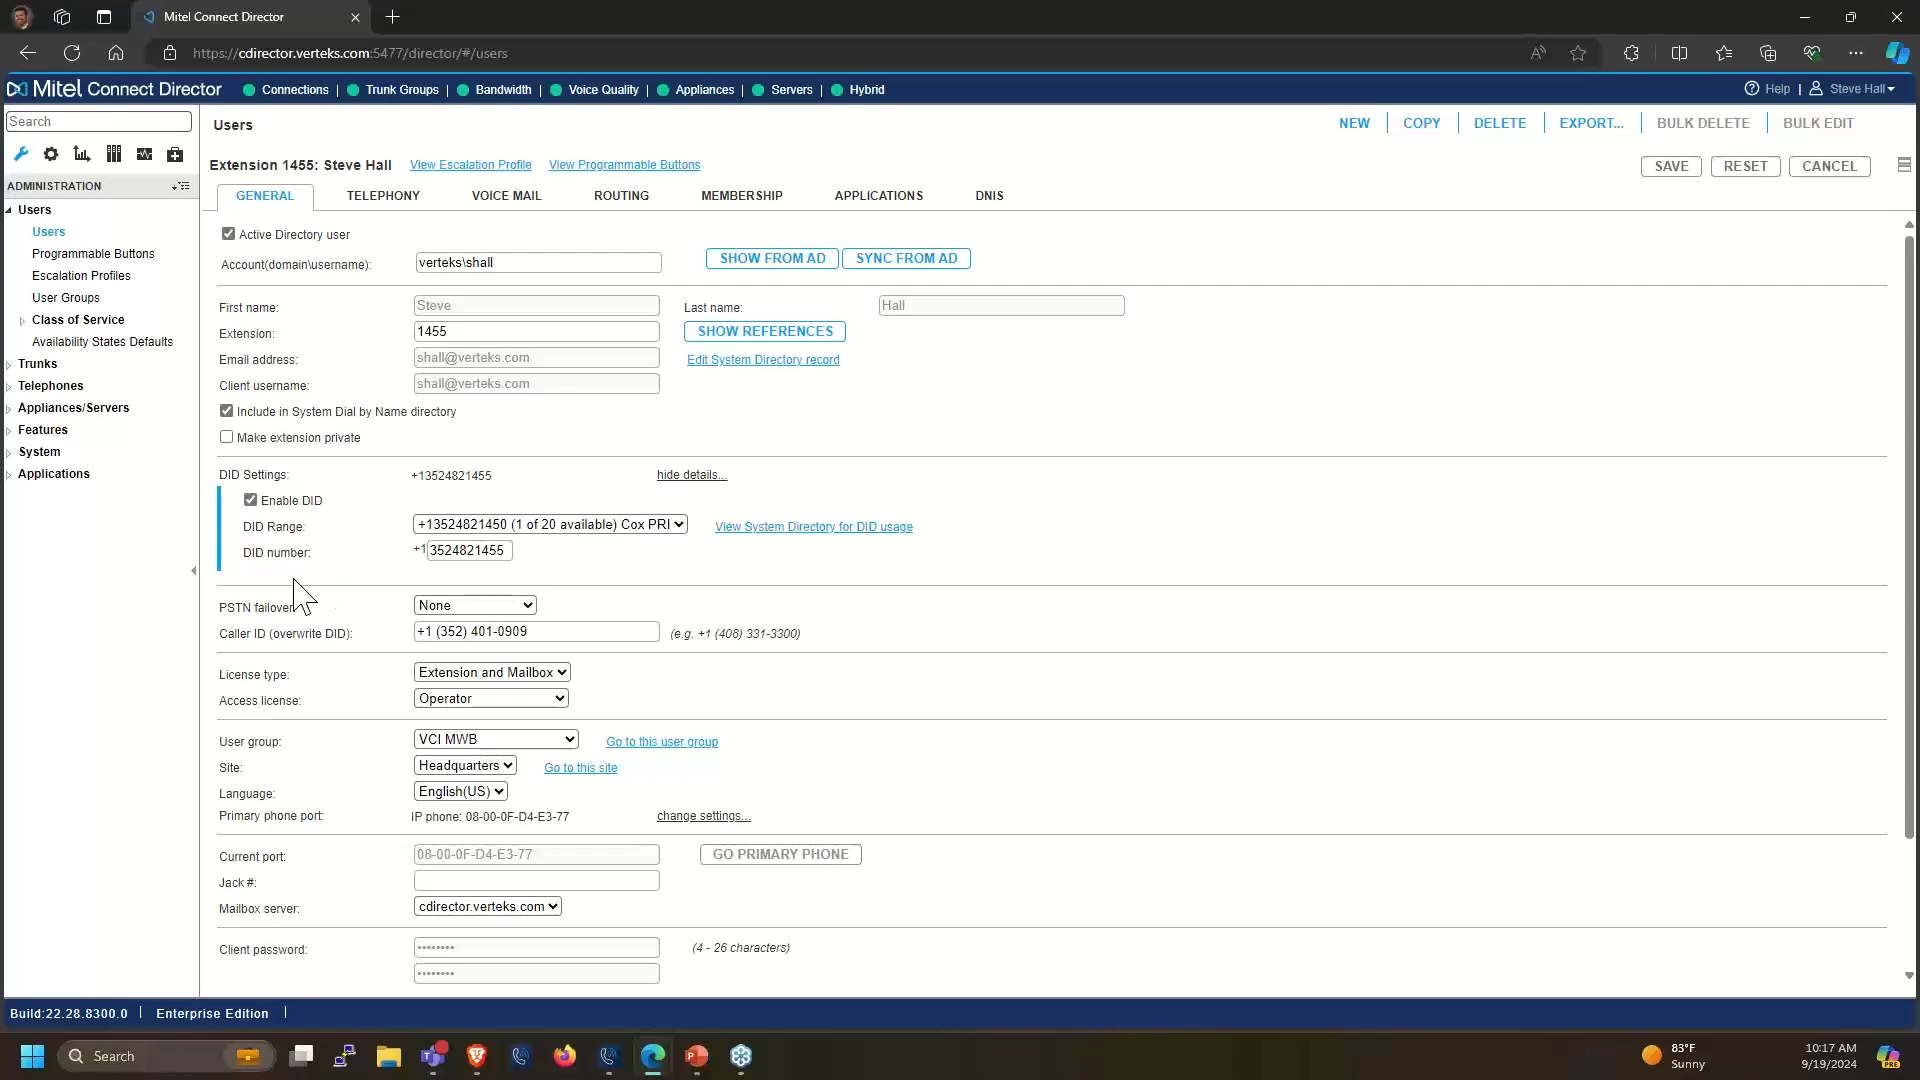 Mitel Connect Director
https://cdirector.verteks.com:5477/director/#/users
Mitel Connect Director
Connections | Trunk Groups | Bandwidth | Voice Quality | Appliances | Servers | Hybrid
Help | Steve Hall
Search
Users
NEW COPY DELETE EXPORT... BULK DELETE BULK EDIT
Extension 1455: Steve Hall View Escalation Profile View Programmable Buttons
SAVE RESET CANCEL
ADMINISTRATION
Users
Users
Programmable Buttons
Escalation Profiles
User Groups
Class of Service
Availability States Defaults
Trunks
Telephones
Appliances/Servers
Features
System
Applications
GENERAL TELEPHONY VOICE MAIL ROUTING MEMBERSHIP APPLICATIONS DNIS
Active Directory user
Account(domain\username): verteks\shall SHOW FROM AD SYNC FROM AD
First name: Steve Last name: Hall
Extension: 1455 SHOW REFERENCES
Email address: shall@verteks.com Edit System Directory record
Client username: shall@verteks.com
Include in System Dial by Name directory
Make extension private
DID Settings: +13524821455 hide details...
Enable DID
DID Range: +13524821450 (1 of 20 available) Cox PRI View System Directory for DID usage
DID number: +1 3524821455
PSTN failover None
Caller ID (overwrite DID): +1 (352) 401-0909 (e.g. +1 (408) 331-3300)
License type: Extension and Mailbox
Access license: Operator
User group: VCI MWB Go to this user group
Site: Headquarters Go to this site
Language: English(US)
Primary phone port: IP phone: 08-00-0F-D4-E3-77 change settings...
Current port: 08-00-0F-D4-E3-77 GO PRIMARY PHONE
Jack #:
Mailbox server: cdirector.verteks.com
Client password: •••••••• (4 - 26 characters)
••••••••
Build:22.28.8300.0 | Enterprise Edition |
Search
83°F
Sunny
10:17 AM
9/19/2024